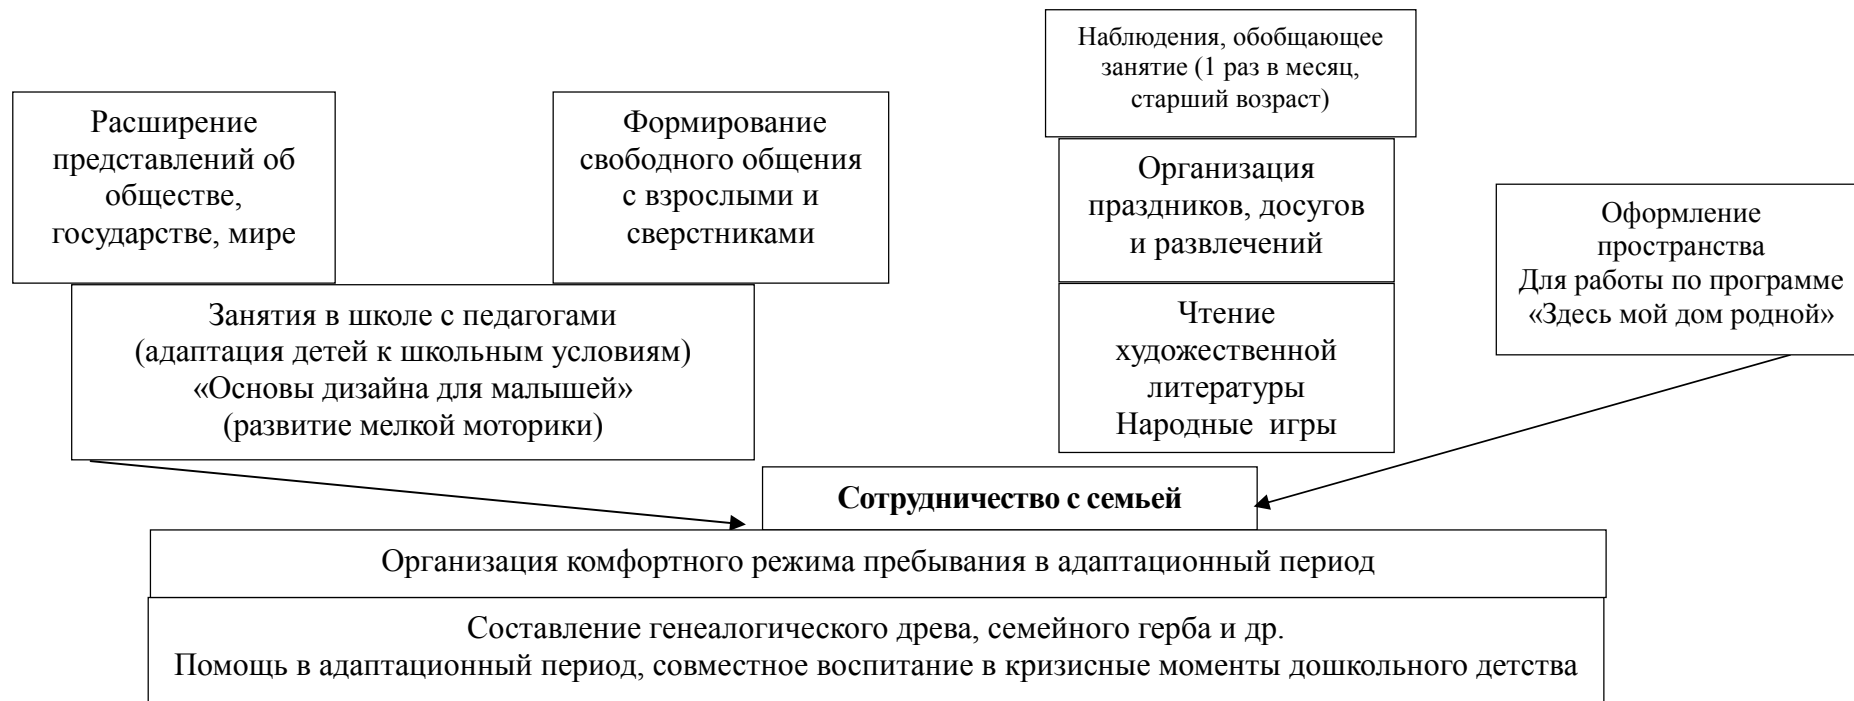 Наблюдения, обобщающее
занятие (1 раз в месяц,
старший возраст)
Расширение
представлений об
обществе,
государстве, мире
Формирование
свободного общения
с взрослыми и
сверстниками
Организация
праздников, досугов
и развлечений
Оформление
пространства
Для работы по программе
«Здесь мой дом родной»
Занятия в школе с педагогами
(адаптация детей к школьным условиям)
«Основы дизайна для малышей»
(развитие мелкой моторики)
Чтение
художественной
литературы
Народные игры
Сотрудничество с семьей
Организация комфортного режима пребывания в адаптационный период
Составление генеалогического древа, семейного герба и др.
Помощь в адаптационный период, совместное воспитание в кризисные моменты дошкольного детства